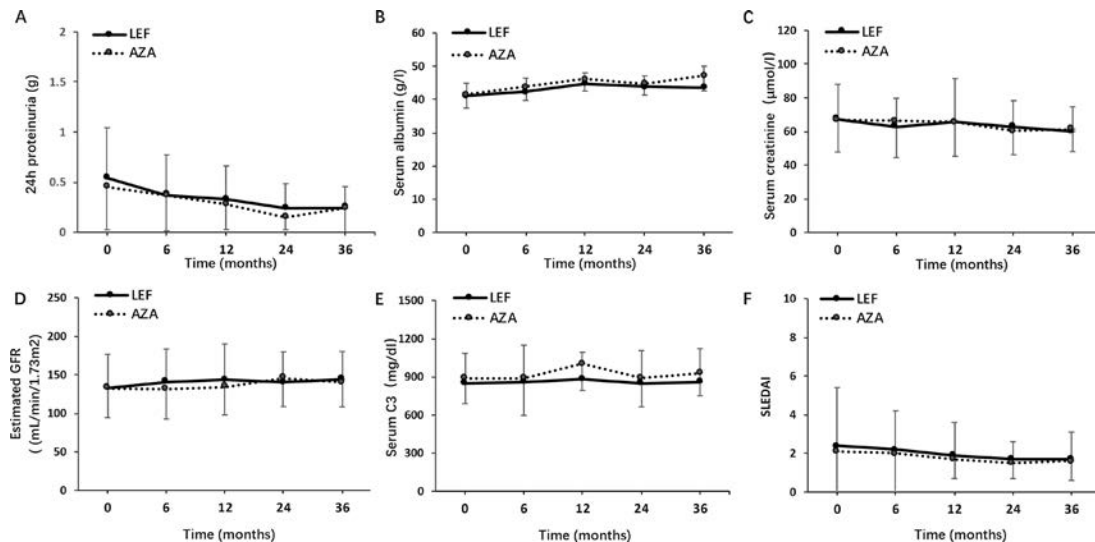 A
LEF
AZA
24h proteinuria (g)
2
1.5
1
0.5
0
0 6 12 24 36
Time (months)
B
LEF
AZA
Serum albumin (g/l)
60
50
40
30
20
10
0
0 6 12 24 36
Time (months)
C
LEF
AZA
Serum creatinine (μmol/l)
120
100
80
60
40
20
0
0 6 12 24 36
Time (months)
D
LEF
AZA
Estimated GFR
( (mL/min/1.73m2)
250
200
150
100
50
0
0 6 12 24 36
Time (months)
E
LEF
AZA
Serum C3 (mg/dl)
1500
1200
900
600
300
0
0 6 12 24 36
Time (months)
F
LEF
AZA
SLEDAI
10
8
6
4
2
0
0 6 12 24 36
Time (months)